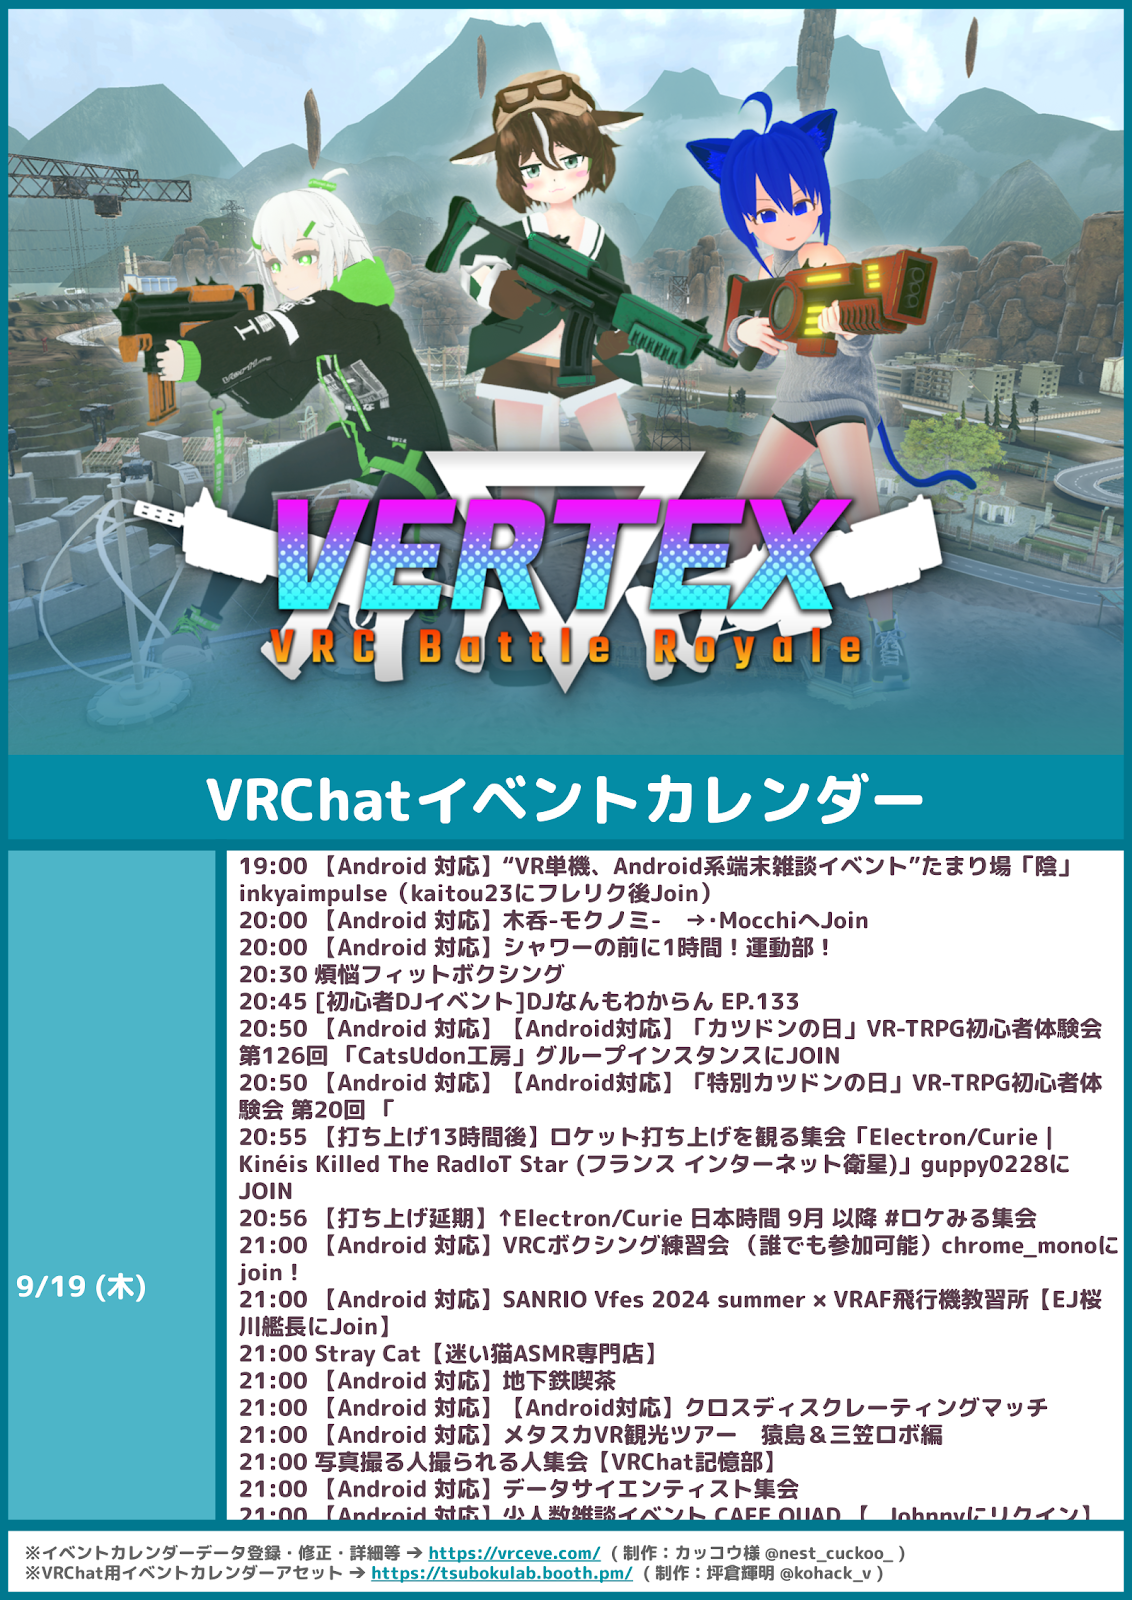 VERTEX
VRC Battle Royale
VRChatイベントカレンダー
9/19 (木)
19:00 【Android 対応】“VR単機、Android系端末雑談イベント”たまり場「陰」
inkyaimpulse（kaitou23にフレリク後Join）
20:00 【Android 対応】木呑-モクノミ-　→･MocchiへJoin
20:00 【Android 対応】シャワーの前に1時間！運動部！
20:30 煩悩フィットボクシング
20:45 [初心者DJイベント]DJなんもわからん EP.133
20:50 【Android 対応】【Android対応】「カツドンの日」VR-TRPG初心者体験会
第126回 「CatsUdon工房」グループインスタンスにJOIN
20:50 【Android 対応】【Android対応】「特別カツドンの日」VR-TRPG初心者体
験会 第20回 「
20:55 【打ち上げ13時間後】ロケット打ち上げを観る集会「Electron/Curie |
Kinéis Killed The RadIoT Star (フランス インターネット衛星)」guppy0228に
JOIN
20:56 【打ち上げ延期】↑Electron/Curie 日本時間 9月 以降 #ロケみる集会
21:00 【Android 対応】VRCボクシング練習会 （誰でも参加可能）chrome_monoに
join！
21:00 【Android 対応】SANRIO Vfes 2024 summer × VRAF飛行機教習所【EJ桜
川艦長にJoin】
21:00 Stray Cat【迷い猫ASMR専門店】
21:00 【Android 対応】地下鉄喫茶
21:00 【Android 対応】【Android対応】クロスディスクレーティングマッチ
21:00 【Android 対応】メタスカVR観光ツアー　猿島＆三笠ロボ編
21:00 写真撮る人撮られる人集会【VRChat記憶部】
21:00 【Android 対応】データサイエンティスト集会
21:00 【Android 対応】少人数雑談イベント CAFE QUAD 【　Johnnyにリクイン】
※イベントカレンダーデータ登録・修正・詳細等 → https://vrceve.com/ （ 制作：カッコウ様 @nest_cuckoo_ ）
※VRChat用イベントカレンダーアセット → https://tsubokulab.booth.pm/ （ 制作：坪倉輝明 @kohack_v ）